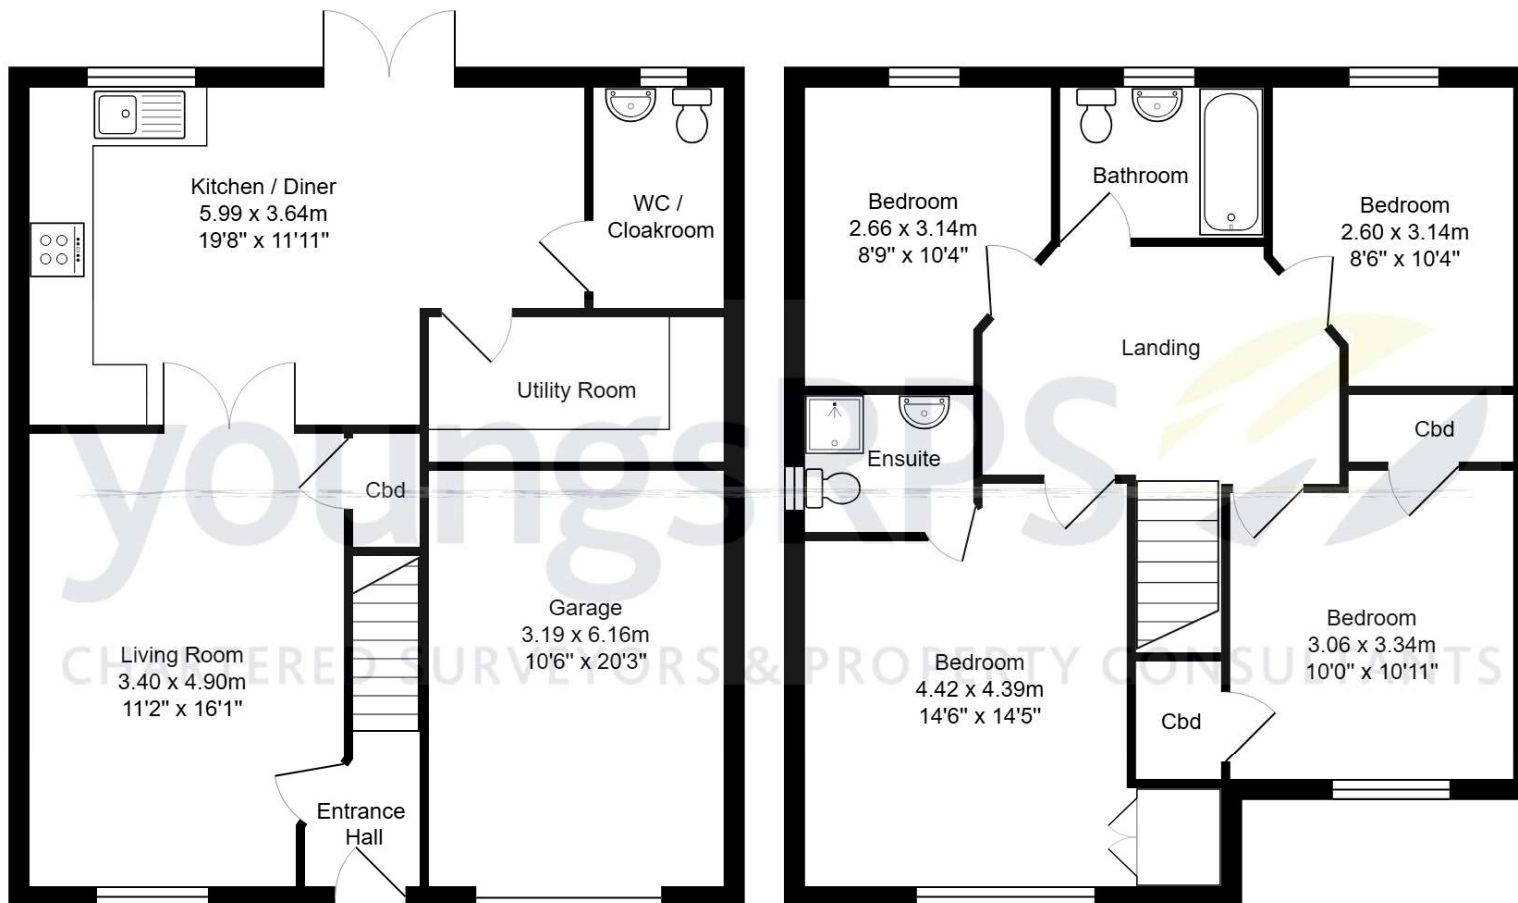 Kitchen / Diner
5.99 x 3.64m
19'8" x 11'11"
WC /
Cloakroom
Utility Room
Cbd
Living Room
3.40 x 4.90m
11'2" x 16'1"
Garage
3.19 x 6.16m
10'6" x 20'3"
Entrance
Hall
Bedroom
2.66 x 3.14m
8'9" x 10'4"
Bathroom
Bedroom
2.60 x 3.14m
8'6" x 10'4"
Landing
Ensuite
Cbd
Bedroom
4.42 x 4.39m
14'6" x 14'5"
Bedroom
3.06 x 3.34m
10'0" x 10'11"
Cbd
youngsRPS
CHARTERED SURVEYORS & PROPERTY CONSULTANTS